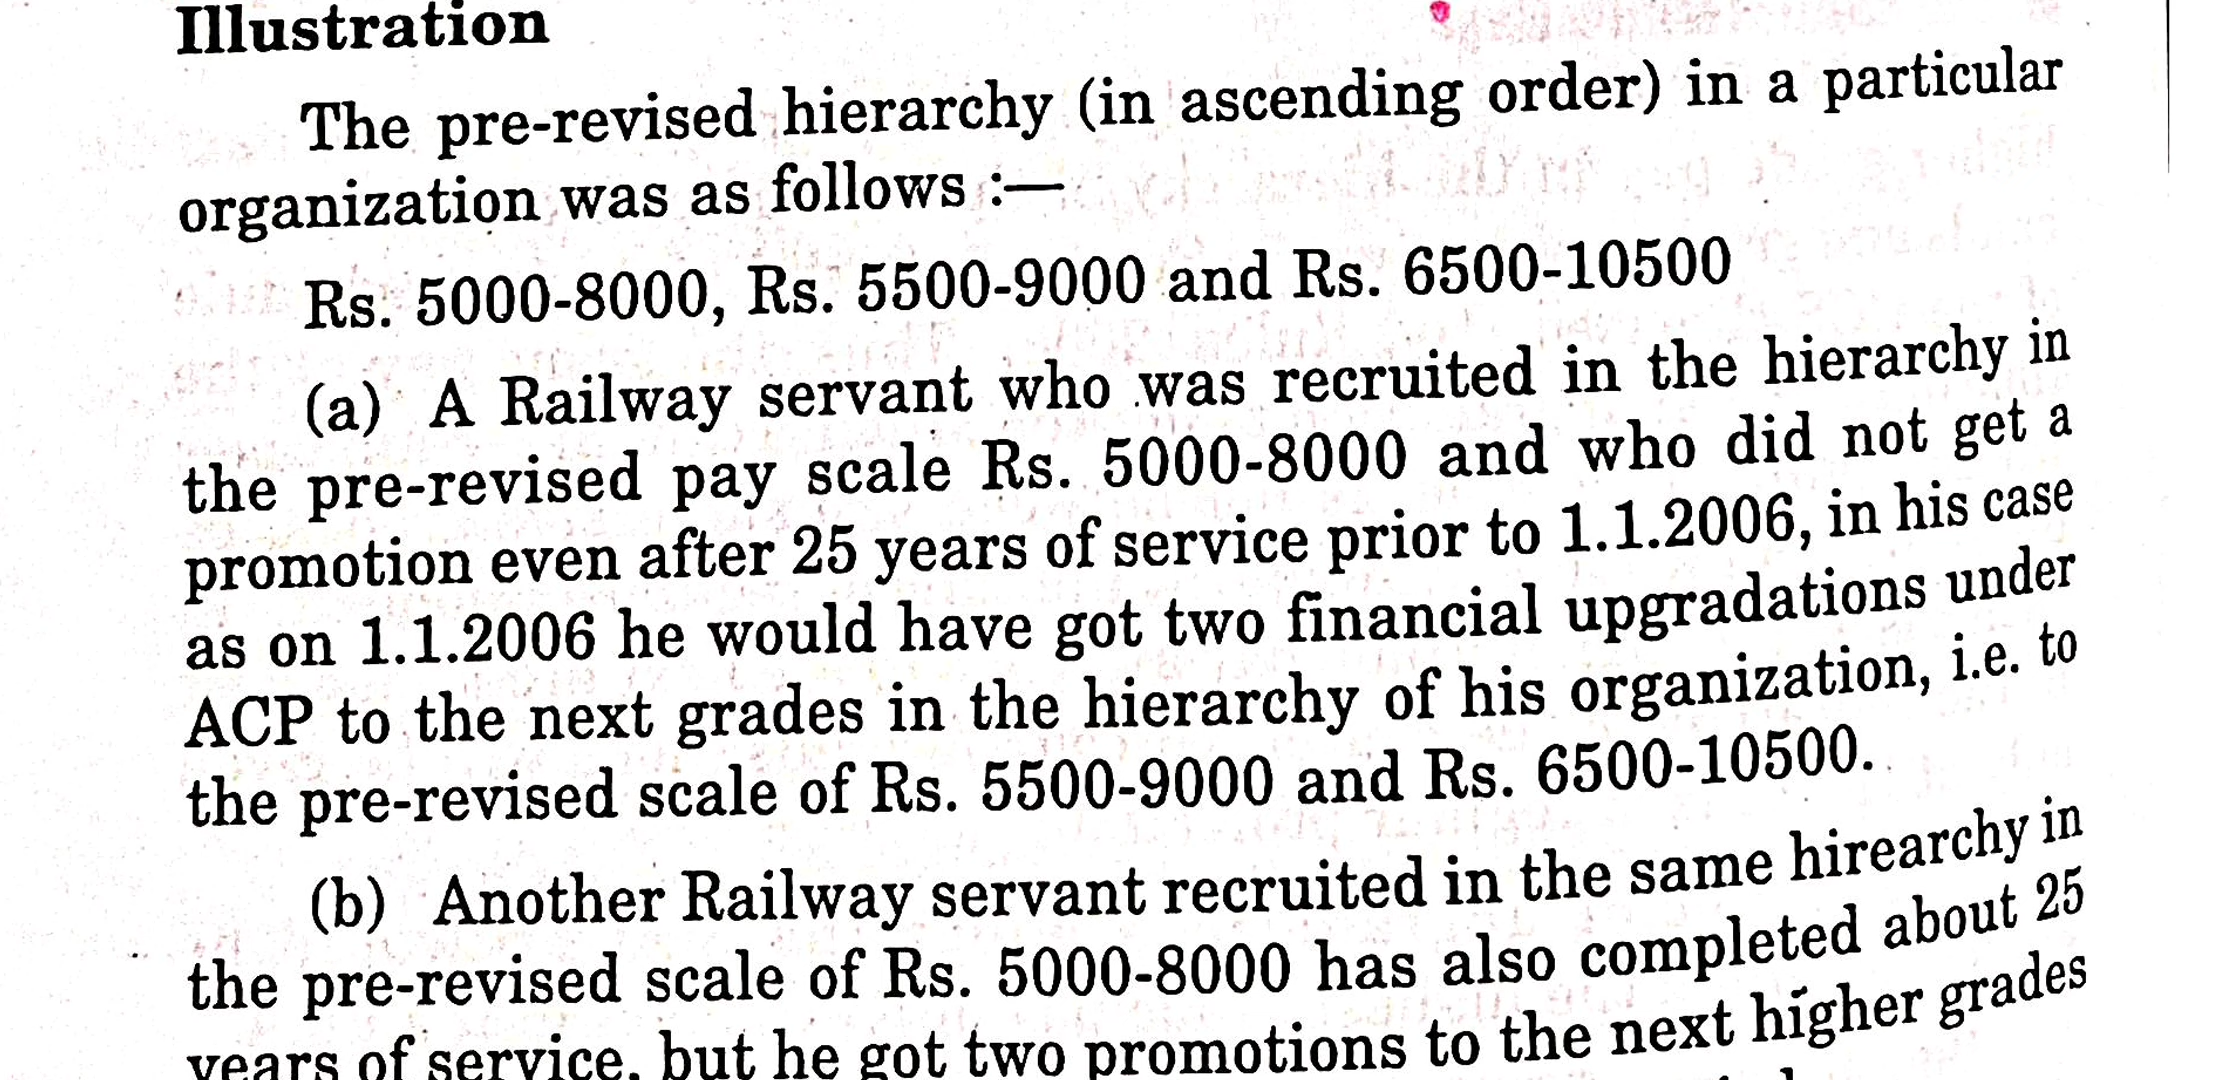 Illustration
The pre-revised hierarchy (in ascending order) in a particular
organization was as follows :—
Rs. 5000-8000, Rs. 5500-9000 and Rs. 6500-10500
(a) A Railway servant who was recruited in the hierarchy in
the pre-revised pay scale Rs. 5000-8000 and who did not get a
promotion even after 25 years of service prior to 1.1.2006, in his case
as on 1.1.2006 he would have got two financial upgradations under
ACP to the next grades in the hierarchy of his organization, i.e. to
the pre-revised scale of Rs. 5500-9000 and Rs. 6500-10500.
(b) Another Railway servant recruited in the same hirearchy in
the pre-revised scale of Rs. 5000-8000 has also completed about 25
years of service, but he got two promotions to the next higher grades